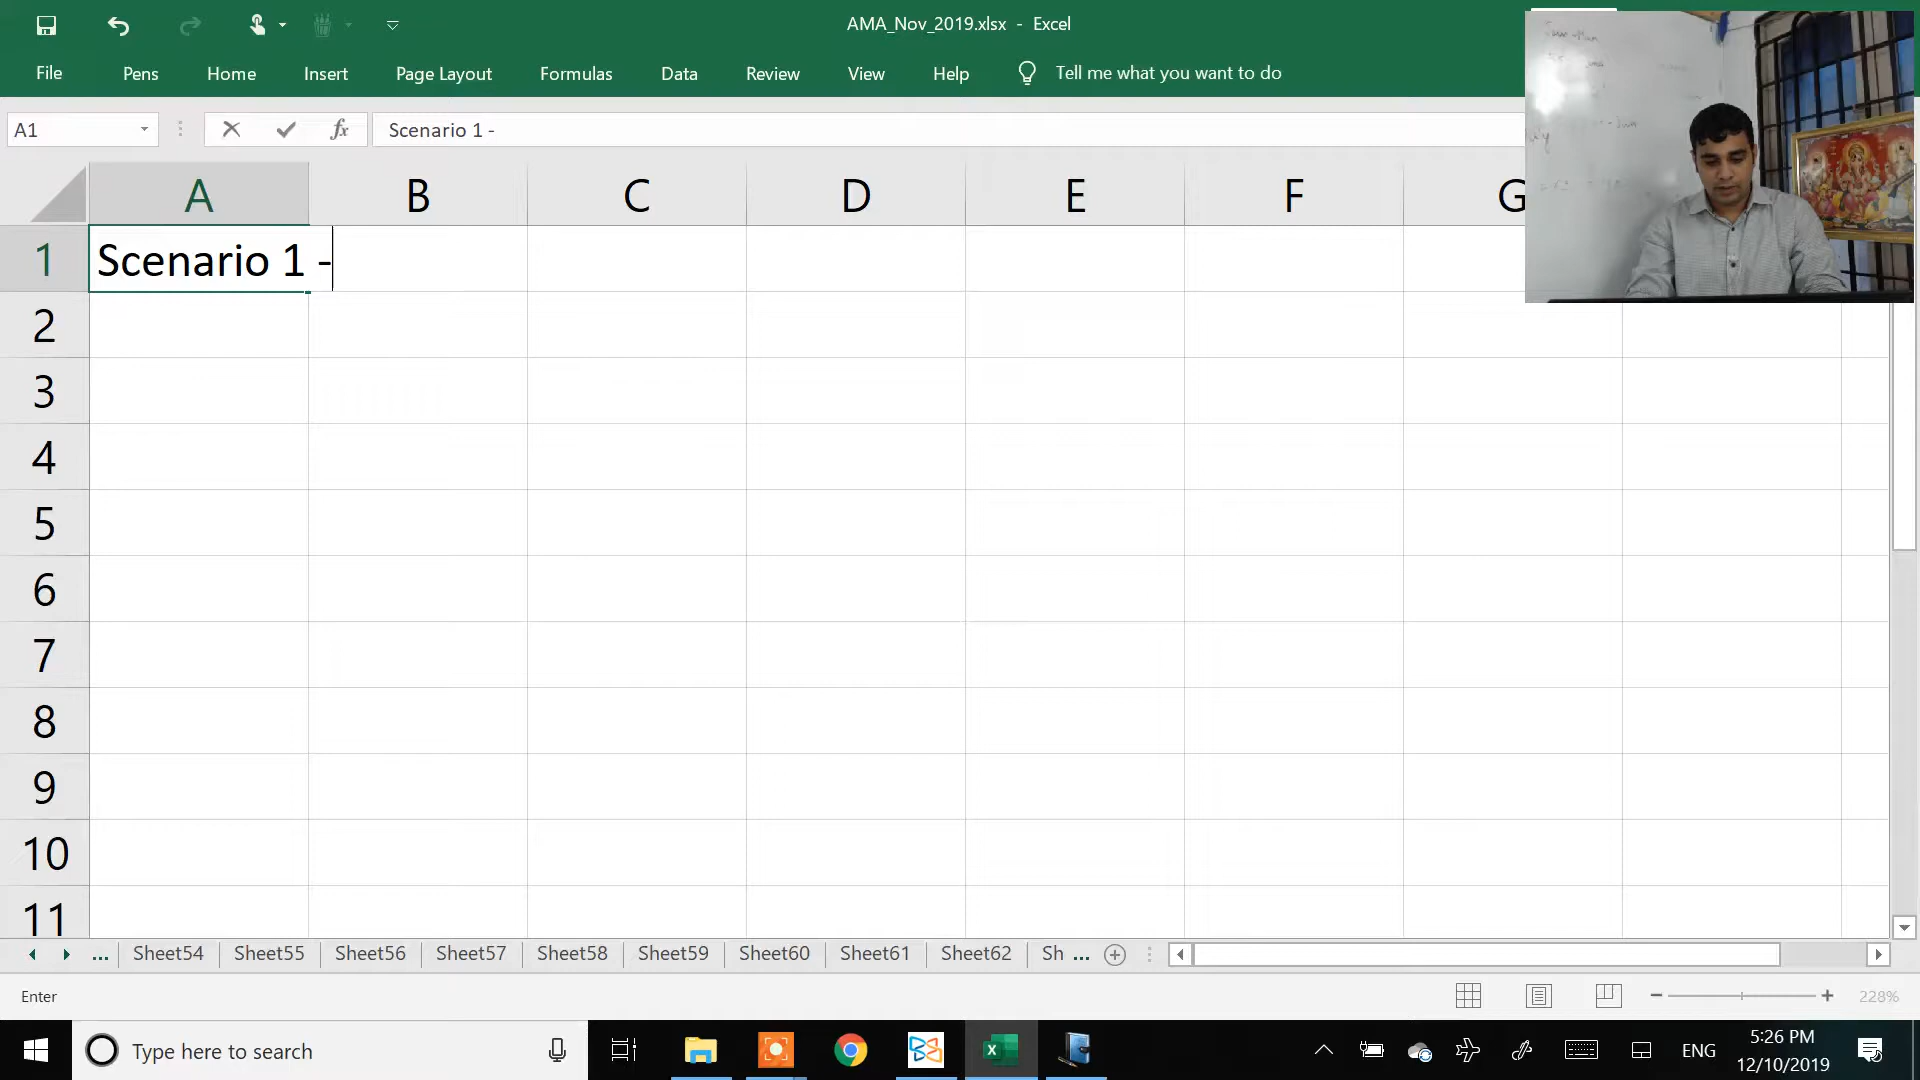 AMA_Nov_2019.xlsx - Excel
File Pens Home Insert Page Layout Formulas Data Review View Help Tell me what you want to do
A1 fx Scenario 1 -
A B C D E F G
1 Scenario 1 -
2
3
4
5
6
7
8
9
10
11
... Sheet54 Sheet55 Sheet56 Sheet57 Sheet58 Sheet59 Sheet60 Sheet61 Sheet62 Sh ...
Enter 228%
Type here to search ENG 5:26 PM
12/10/2019